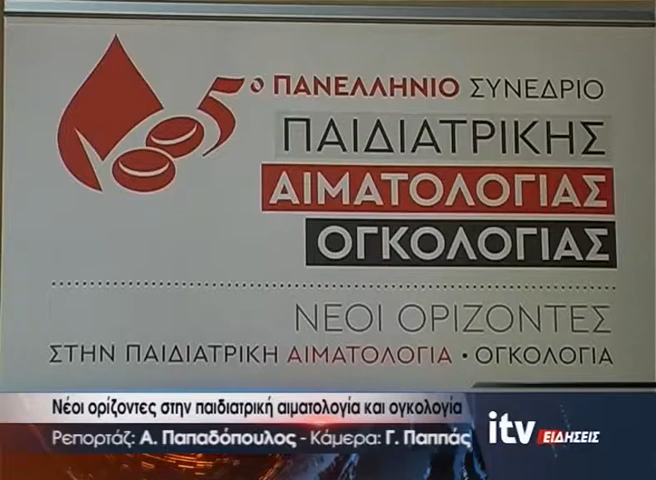 5ο ΠΑΝΕΛΛΗΝΙΟ ΣΥΝΕΔΡΙΟ
ΠΑΙΔΙΑΤΡΙΚΗΣ
ΑΙΜΑΤΟΛΟΓΙΑΣ
ΟΓΚΟΛΟΓΙΑΣ
ΝΕΟΙ ΟΡΙΖΟΝΤΕΣ
ΣΤΗΝ ΠΑΙΔΙΑΤΡΙΚΗ ΑΙΜΑΤΟΛΟΓΙΑ • ΟΓΚΟΛΟΓΙΑ
Νέοι ορίζοντες στην παιδιατρική αιματολογία και ογκολογία
Ρεπορτάζ: Α. Παπαδόπουλος - Κάμερα: Γ. Παππάς
itv ΕΙΔΗΣΕΙΣ